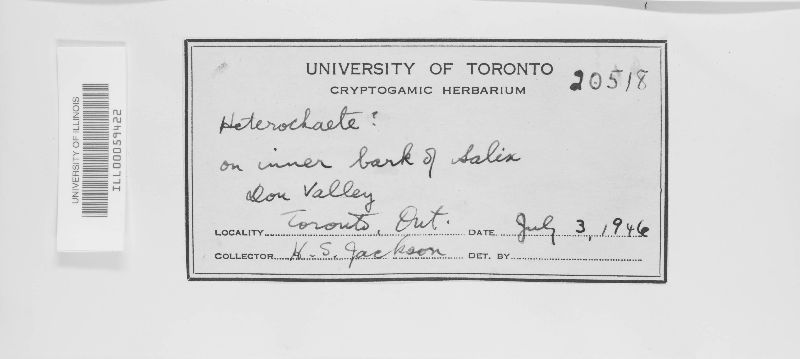 UNIVERSITY OF ILLINOIS
ILL00059422
UNIVERSITY OF TORONTO
CRYPTOGAMIC HERBARIUM
20518
Heterochaete?
on inner bark of Salix
Don Valley
LOCALITY Toronto, Ont. DATE July 3, 1946
COLLECTOR H. S. Jackson DET. BY